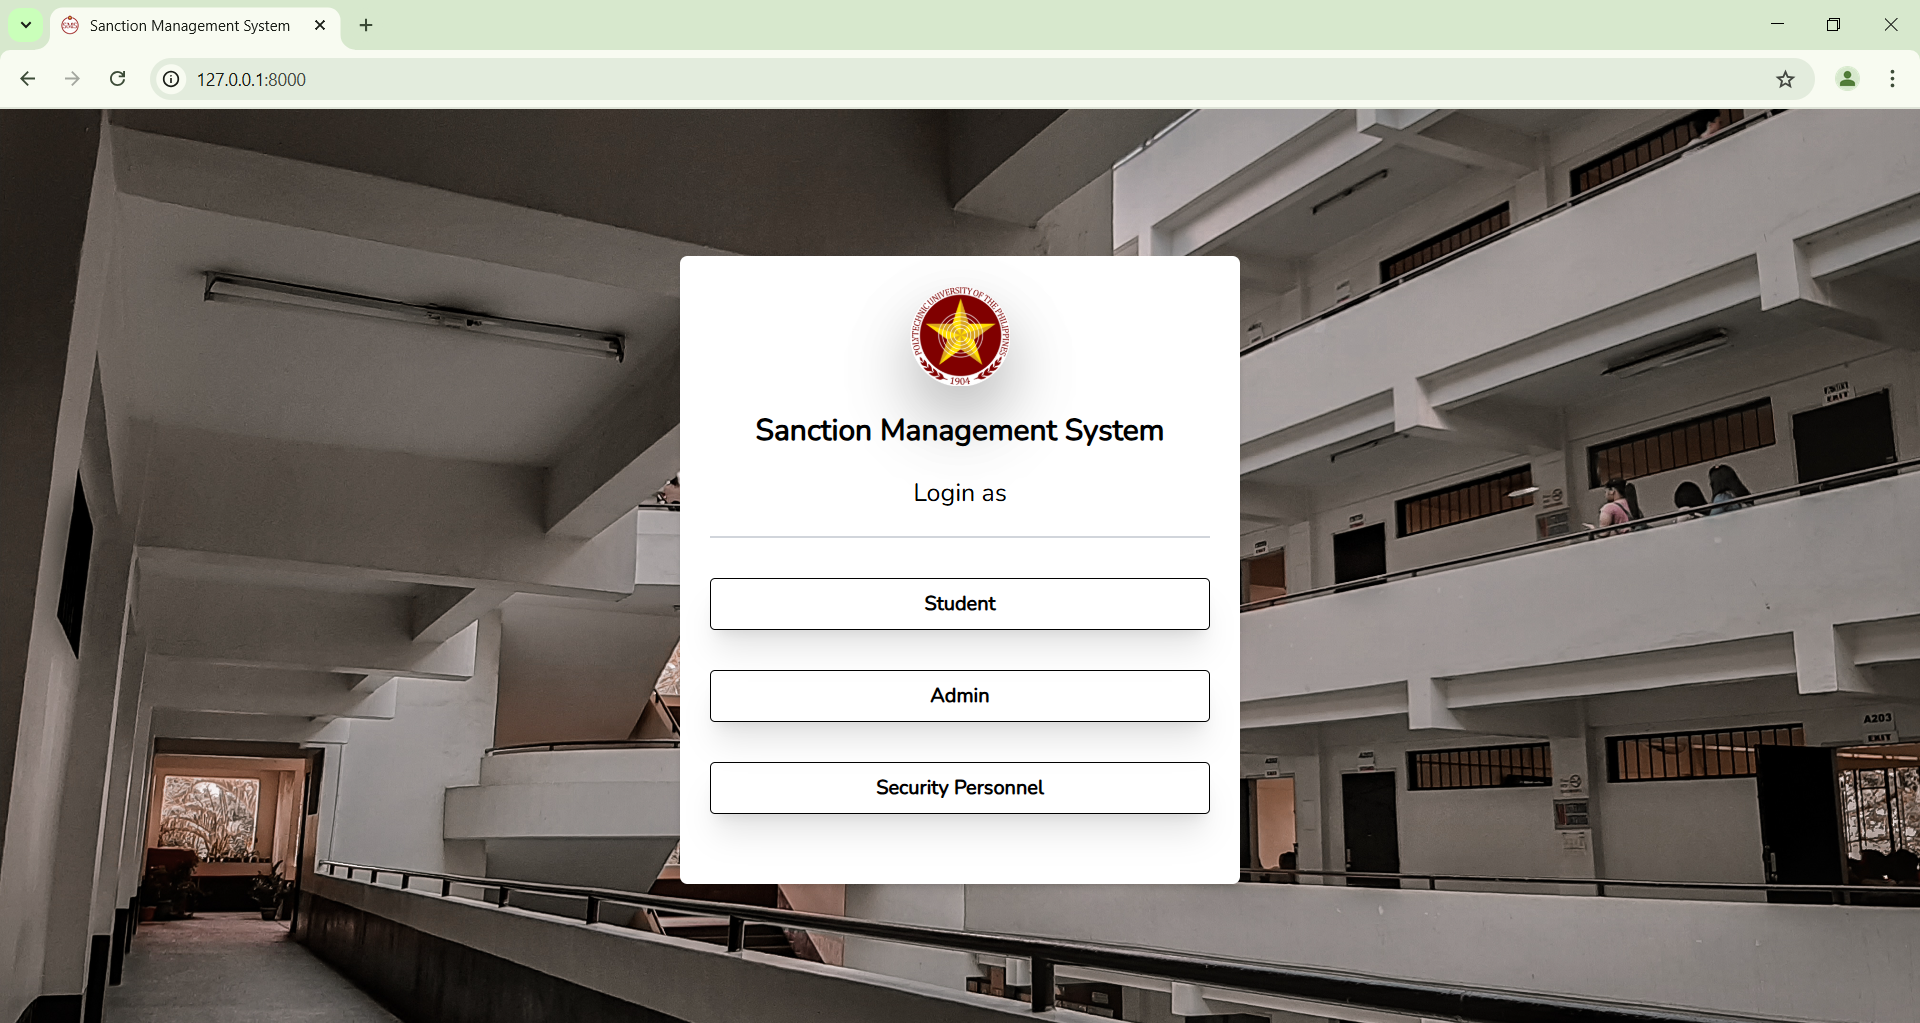 Sanction Management System
127.0.0.1:8000
POLYTECHNIC UNIVERSITY OF THE PHILIPPINES
1904
Sanction Management System
Login as
Student
Admin
Security Personnel
EXIT
A203
EXIT